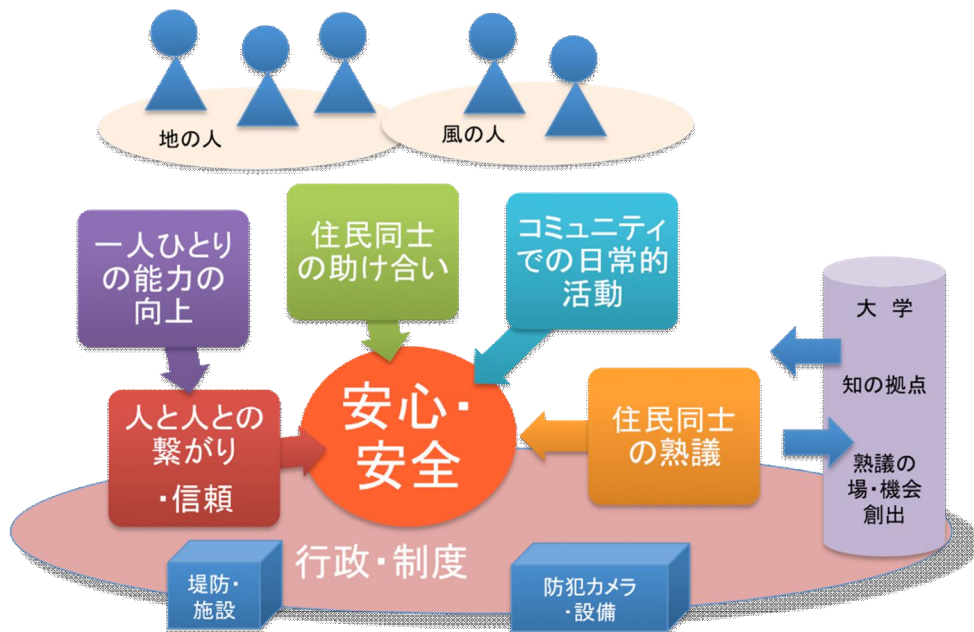 地の人
風の人
一人ひとり
の能力の
向上
住民同士
の助け合い
コミュニティ
での日常的
活動
人と人との
繋がり
・信頼
安心・
安全
住民同士
の熟議
大 学
知の拠点
熟議の
場・機会
創出
行政・制度
堤防・
施設
防犯カメラ
・設備